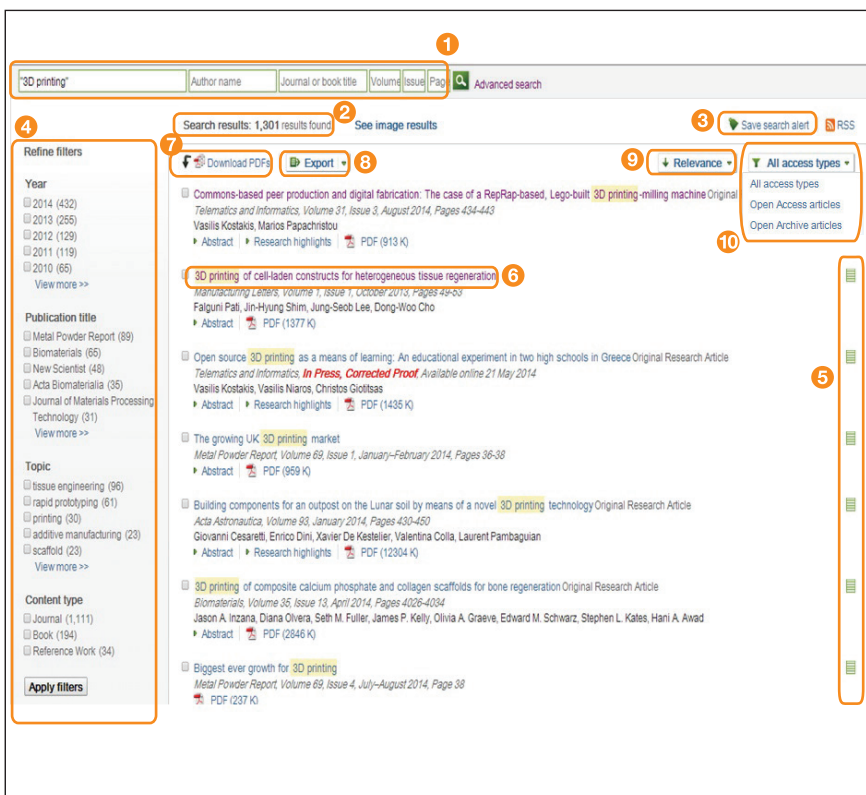 1
"3D printing" Author name Journal or book title Volume Issue Page Advanced search
2
3
4
Search results: 1,301 results found See image results Save search alert RSS
7
8
9
Refine filters
Download PDFs Export Relevance All access types
All access types
Open Access articles
Open Archive articles
10
Year
2014 (432)
2013 (255)
2012 (129)
2011 (119)
2010 (65)
View more >>
Publication title
Metal Powder Report (89)
Biomaterials (65)
New Scientist (48)
Acta Biomaterialia (35)
Journal of Materials Processing
Technology (31)
View more >>
Topic
tissue engineering (96)
rapid prototyping (61)
printing (30)
additive manufacturing (23)
scaffold (23)
View more >>
Content type
Journal (1,111)
Book (194)
Reference Work (34)
Apply filters
Commons-based peer production and digital fabrication: The case of a RepRap-based, Lego-built 3D printing-milling machine Original
Telematics and Informatics, Volume 31, Issue 3, August 2014, Pages 434-443
Vasilis Kostakis, Marios Papachristou
Abstract Research highlights PDF (913 K)
3D printing of cell-laden constructs for heterogeneous tissue regeneration
6
Manufacturing Letters, Volume 1, Issue 1, October 2013, Pages 49-53
Falguni Pati, Jin-Hyung Shim, Jung-Seob Lee, Dong-Woo Cho
Abstract PDF (1377 K)
Open source 3D printing as a means of learning: An educational experiment in two high schools in Greece Original Research Article
Telematics and Informatics, In Press, Corrected Proof, Available online 21 May 2014
5
Vasilis Kostakis, Vasilis Niaros, Christos Giotitsas
Abstract Research highlights PDF (1435 K)
The growing UK 3D printing market
Metal Powder Report, Volume 69, Issue 1, January–February 2014, Pages 36-38
Abstract PDF (959 K)
Building components for an outpost on the Lunar soil by means of a novel 3D printing technology Original Research Article
Acta Astronautica, Volume 93, January 2014, Pages 430-450
Giovanni Cesaretti, Enrico Dini, Xavier De Kestelier, Valentina Colla, Laurent Pambaguian
Abstract Research highlights PDF (12304 K)
3D printing of composite calcium phosphate and collagen scaffolds for bone regeneration Original Research Article
Biomaterials, Volume 35, Issue 13, April 2014, Pages 4026-4034
Jason A. Inzana, Diana Olvera, Seth M. Fuller, James P. Kelly, Olivia A. Graeve, Edward M. Schwarz, Stephen L. Kates, Hani A. Awad
Abstract PDF (2846 K)
Biggest ever growth for 3D printing
Metal Powder Report, Volume 69, Issue 4, July–August 2014, Page 38
PDF (237 K)